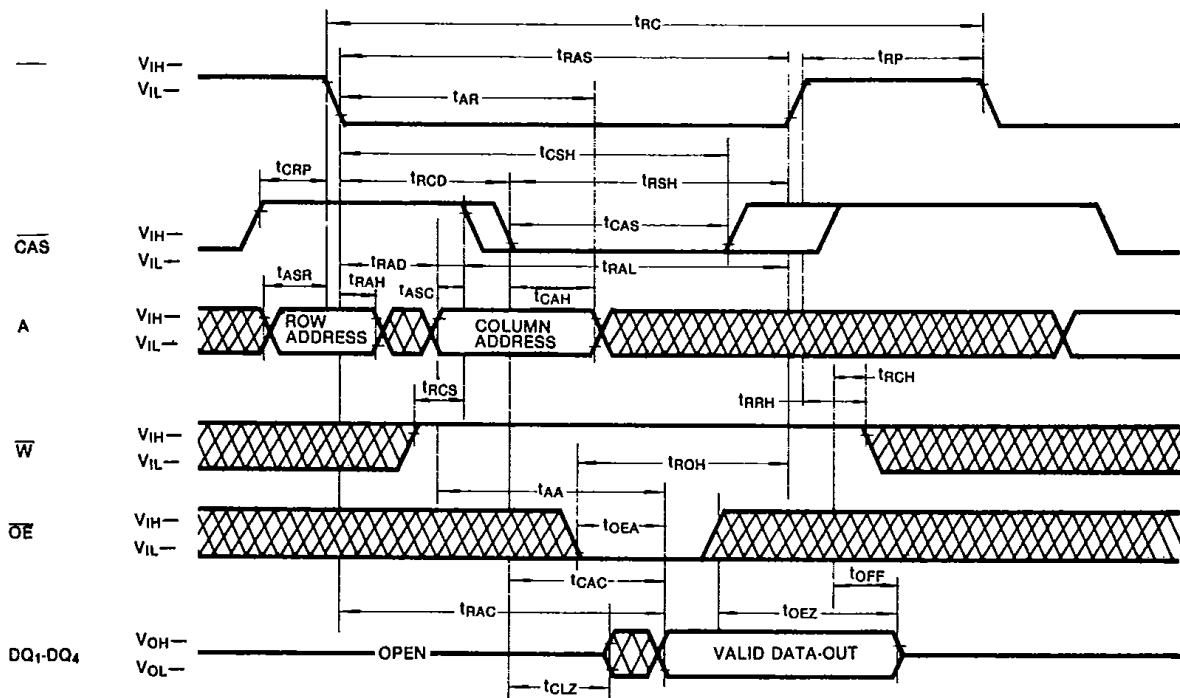 tRC
tRAS
tRP
VIH—
VIL—
tAR
tCSH
tCRP
tRCD
tRSH
tCAS
CAS
VIH—
VIL—
tRAD
tRAL
tASR
tRAH
tASC
tCAH
A
VIH—
VIL—
ROW ADDRESS
COLUMN ADDRESS
tRCS
tRCH
tRRH
W
VIH—
VIL—
tROH
tAA
OE
VIH—
VIL—
tOEA
tCAC
tOFF
tRAC
tOEZ
DQ1-DQ4
VOH—
VOL—
OPEN
VALID DATA-OUT
tCLZ